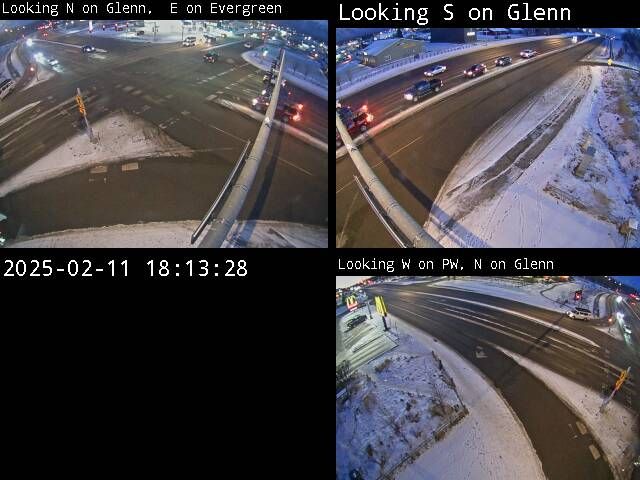 Looking N on Glenn, E on Evergreen
Looking S on Glenn
2025-02-11 18:13:28
Looking W on PW, N on Glenn